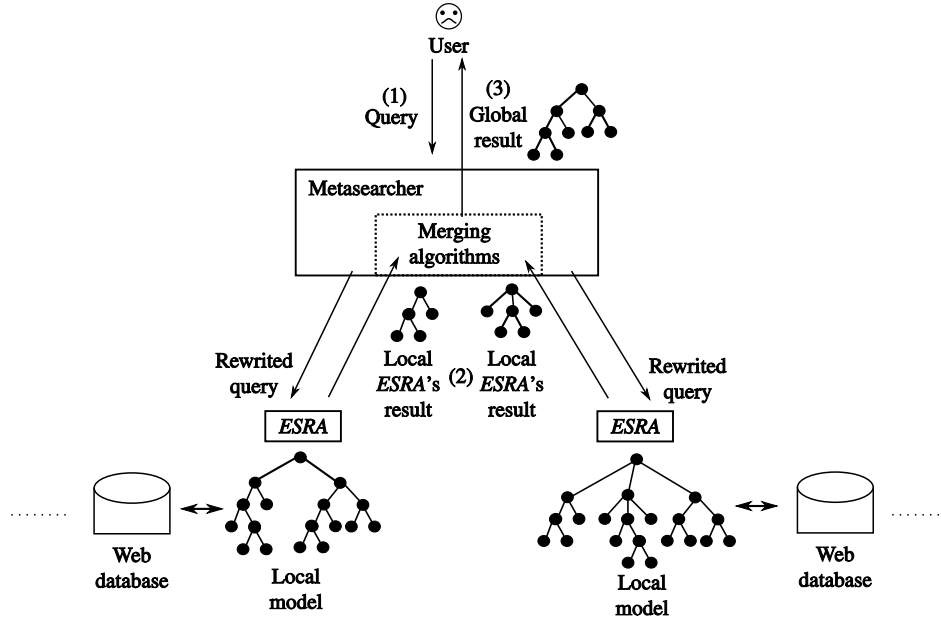 User
(1)
Query
(3)
Global
result
Metasearcher
Merging
algorithms
Rewrited
query
Local
ESRA's
result
(2)
Local
ESRA's
result
Rewrited
query
ESRA
ESRA
Web
database
Local
model
Local
model
Web
database